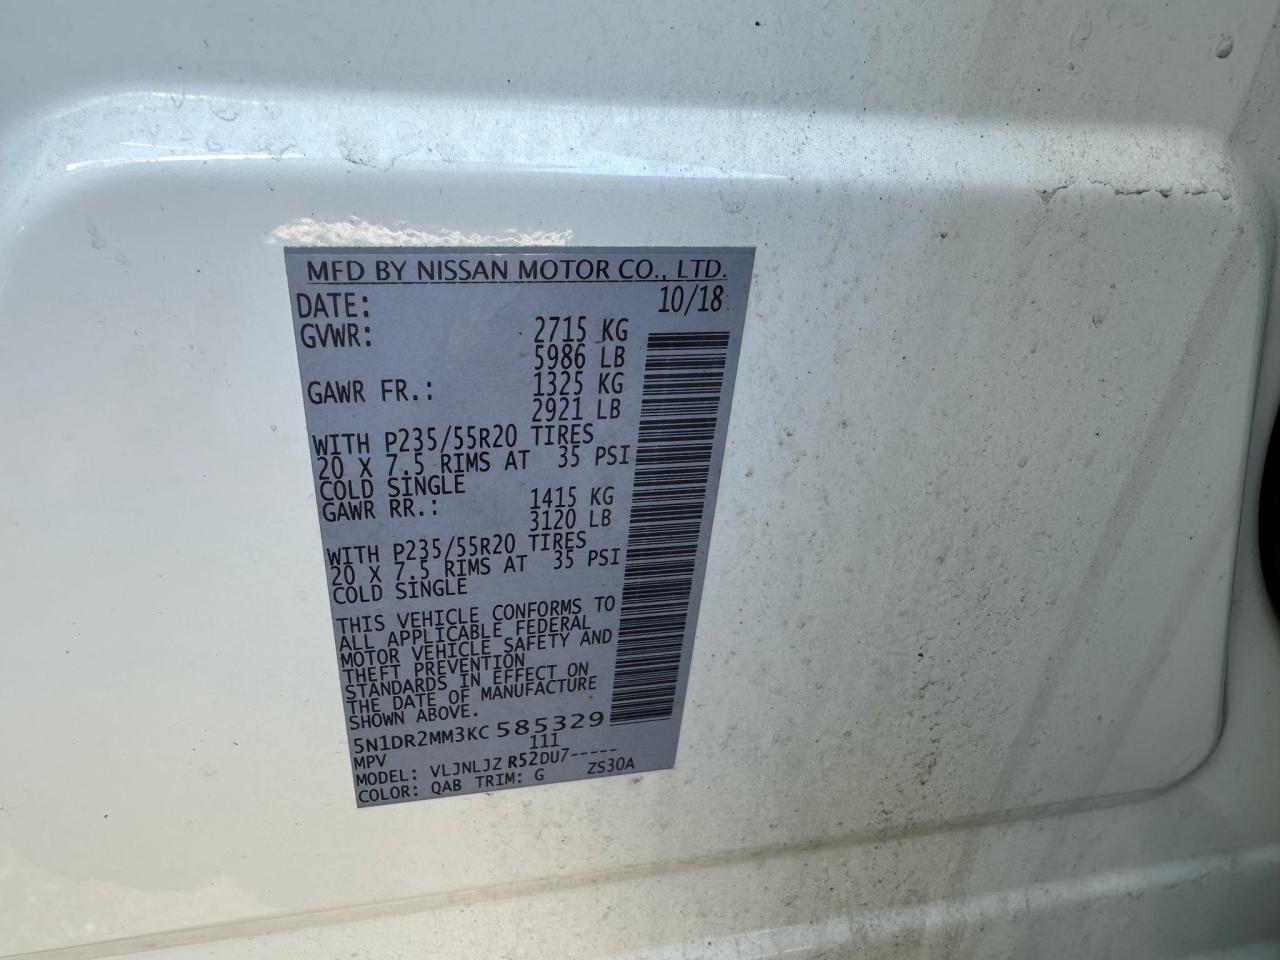 MFD BY NISSAN MOTOR CO., LTD.
DATE: 10/18
GVWR: 2715 KG
5986 LB
GAWR FR.: 1325 KG
2921 LB
WITH P235/55R20 TIRES
20 X 7.5 RIMS AT 35 PSI
COLD SINGLE
GAWR RR.: 1415 KG
3120 LB
WITH P235/55R20 TIRES
20 X 7.5 RIMS AT 35 PSI
COLD SINGLE
THIS VEHICLE CONFORMS TO
ALL APPLICABLE FEDERAL
MOTOR VEHICLE SAFETY AND
THEFT PREVENTION
STANDARDS IN EFFECT ON
THE DATE OF MANUFACTURE
SHOWN ABOVE.
5N1DR2MM3KC 585329
MPV 111
MODEL: VLJNLJZ R52DU7-----
COLOR: QAB TRIM: G ZS30A